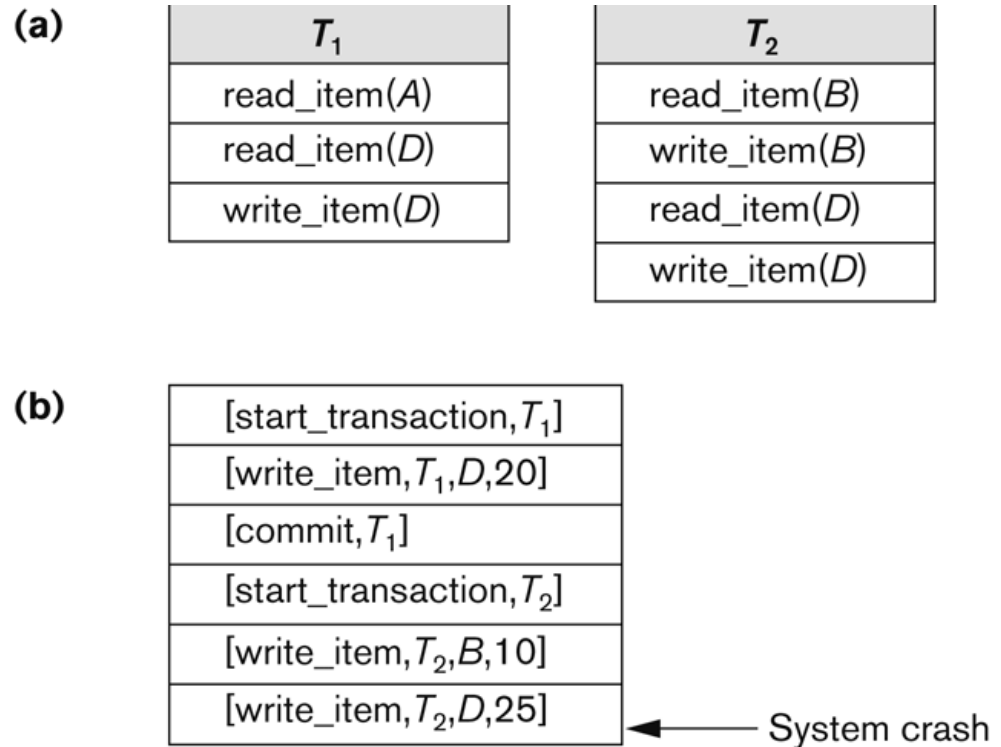 (a)
T₁
read_item(A)
read_item(D)
write_item(D)
T₂
read_item(B)
write_item(B)
read_item(D)
write_item(D)
(b)
[start_transaction,T₁]
[write_item,T₁,D,20]
[commit,T₁]
[start_transaction,T₂]
[write_item,T₂,B,10]
[write_item,T₂,D,25]
System crash